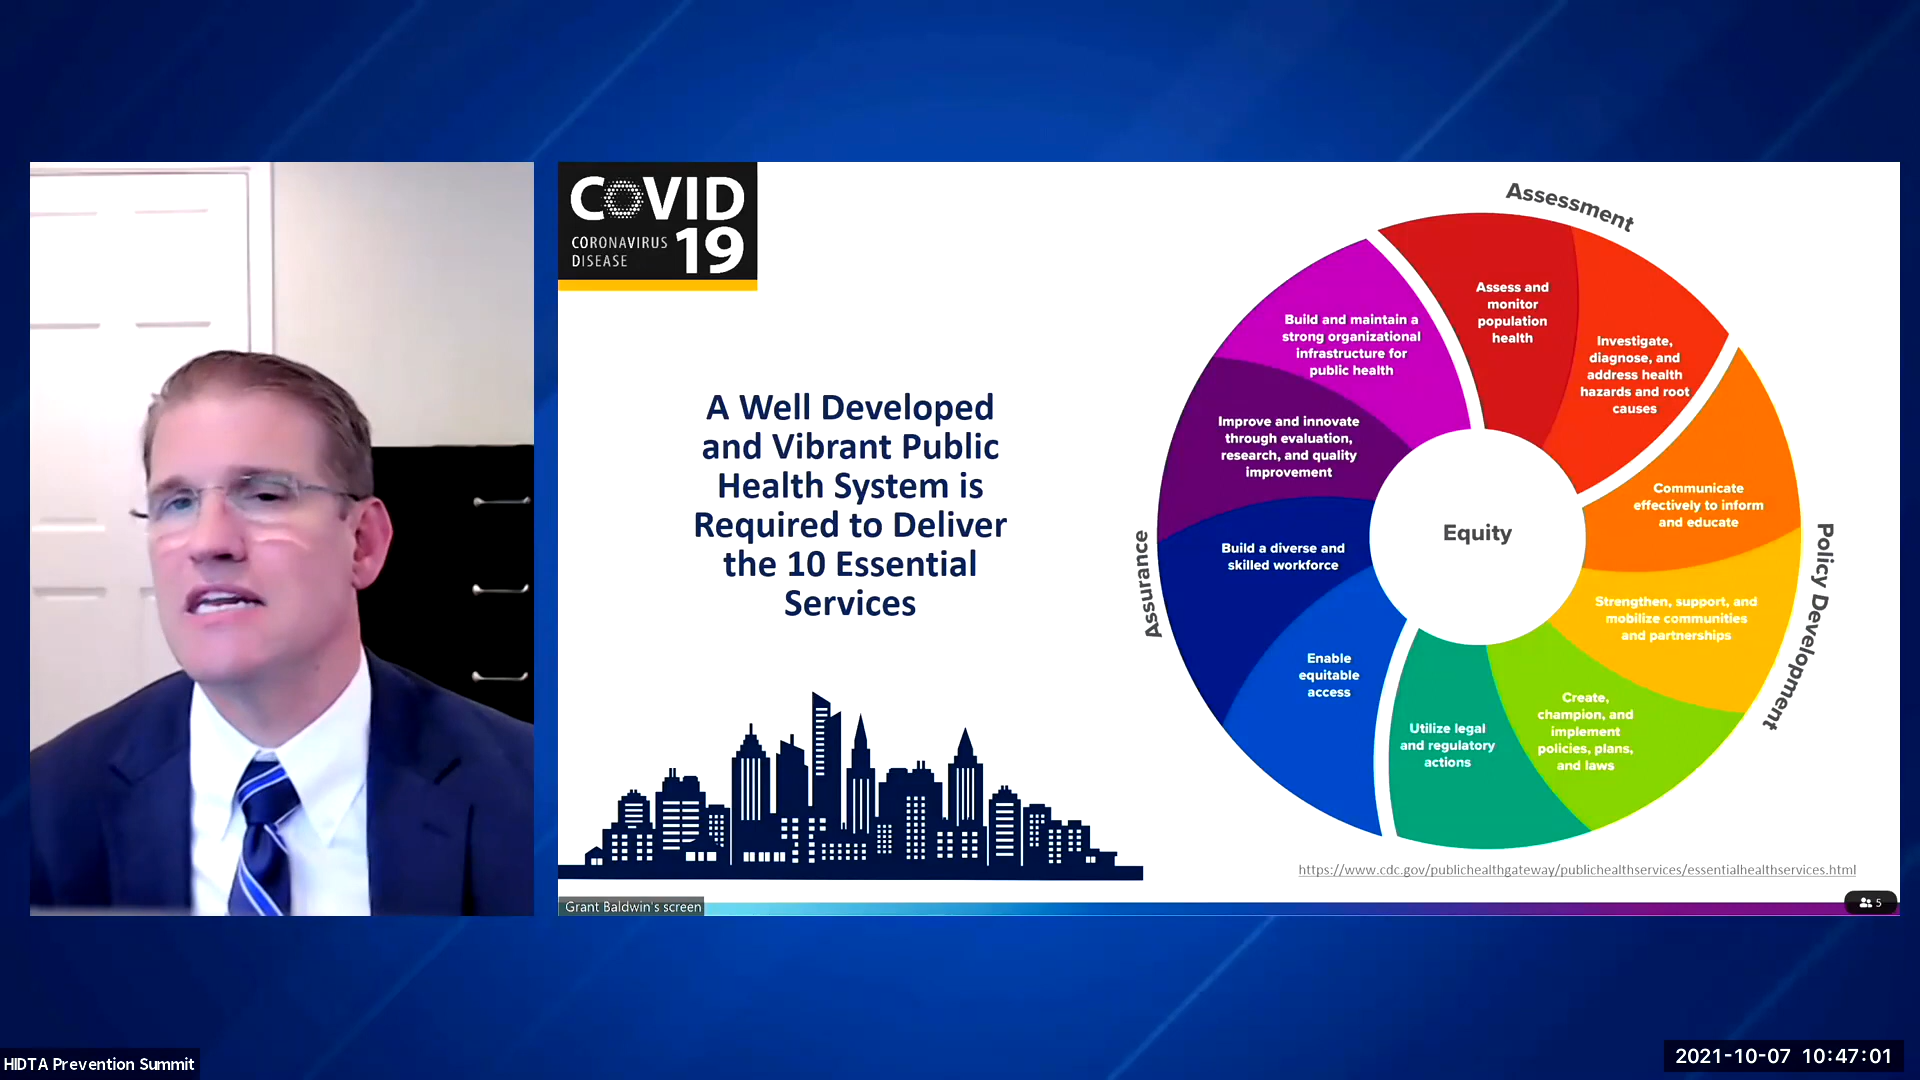 COVID
CORONAVIRUS
DISEASE
19
A Well Developed
and Vibrant Public
Health System is
Required to Deliver
the 10 Essential
Services
Assessment
Assess and
monitor
population
health
Investigate,
diagnose, and
address health
hazards and root
causes
Policy Development
Communicate
effectively to inform
and educate
Strengthen, support, and
mobilize communities
and partnerships
Create,
champion, and
implement
policies, plans,
and laws
Utilize legal
and regulatory
actions
Assurance
Enable
equitable
access
Build a diverse and
skilled workforce
Improve and innovate
through evaluation,
research, and quality
improvement
Build and maintain a
strong organizational
infrastructure for
public health
Equity
https://www.cdc.gov/publichealthgateway/publichealthservices/essentialhealthservices.html
Grant Baldwin's screen
5
HIDTA Prevention Summit
2021-10-07 10:47:01